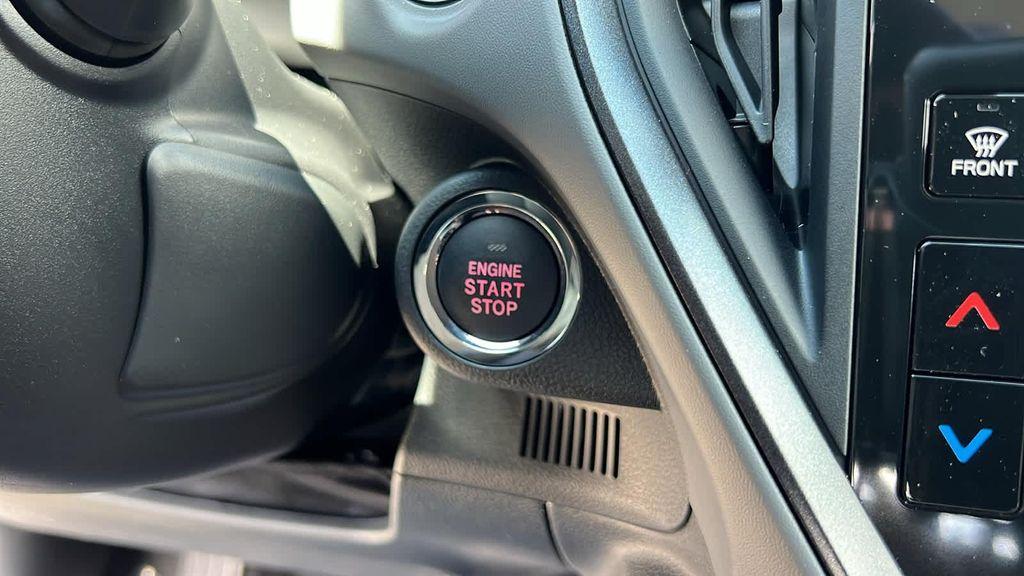 ENGINE
START
STOP
FRONT